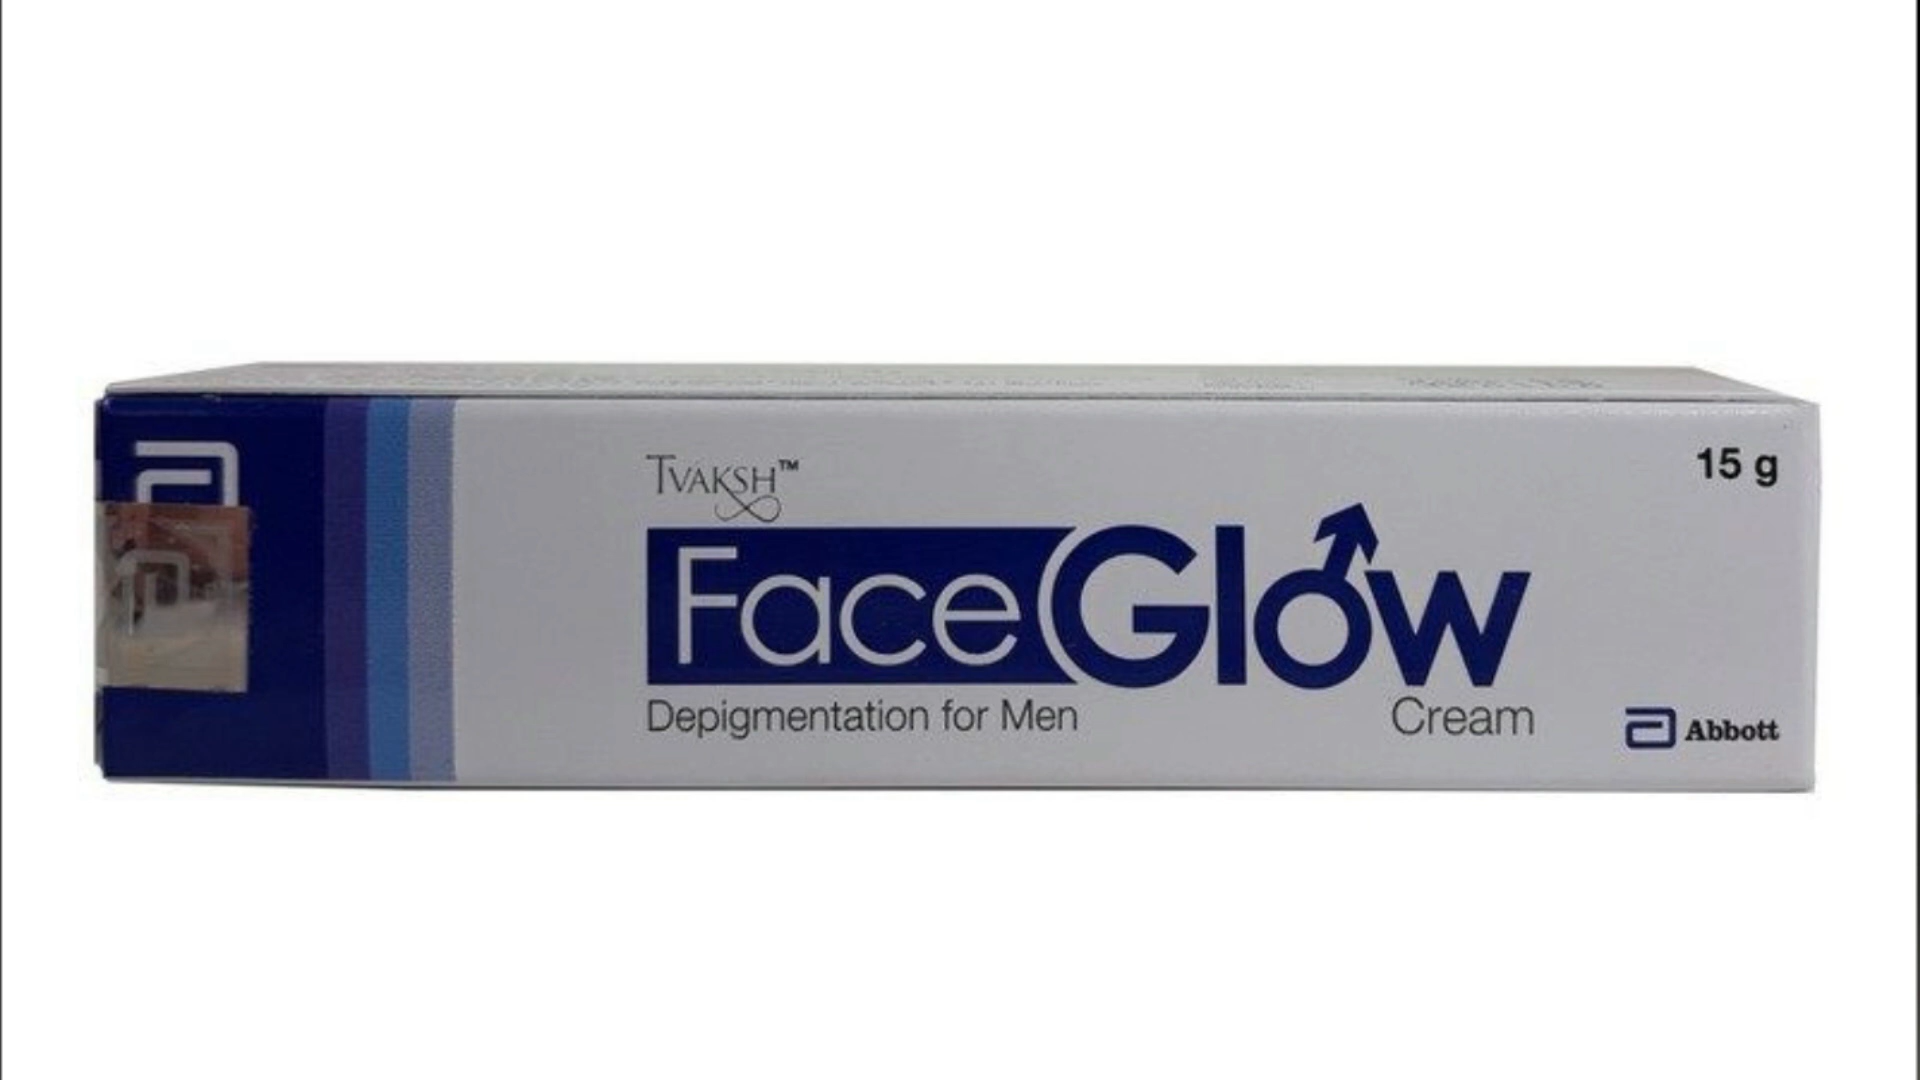 TVAKSH™
15 g
FaceGlow
Depigmentation for Men
Cream
Abbott